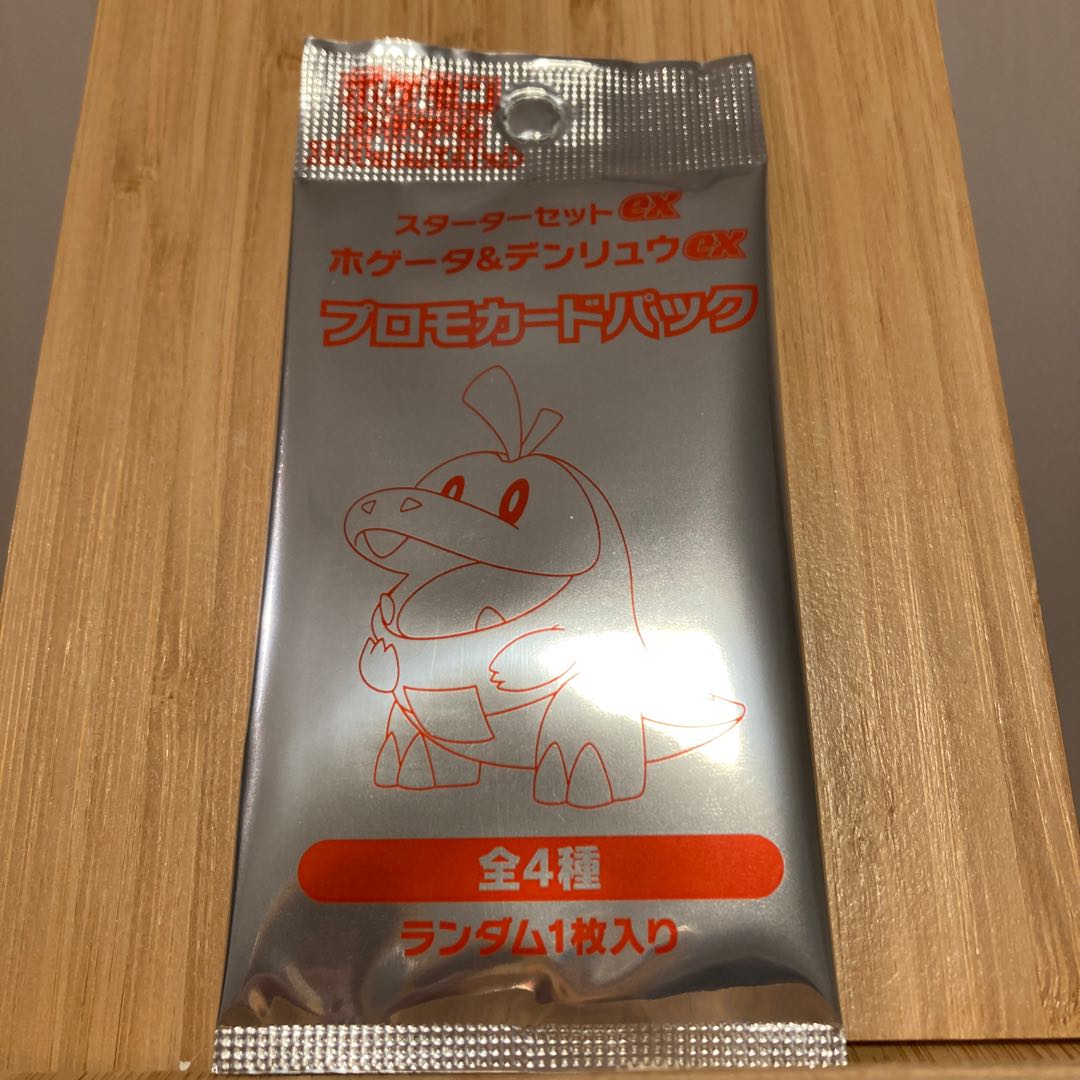 スターターセットex
ホゲータ&デンリュウex
プロモカードパック
全4種
ランダム1枚入り